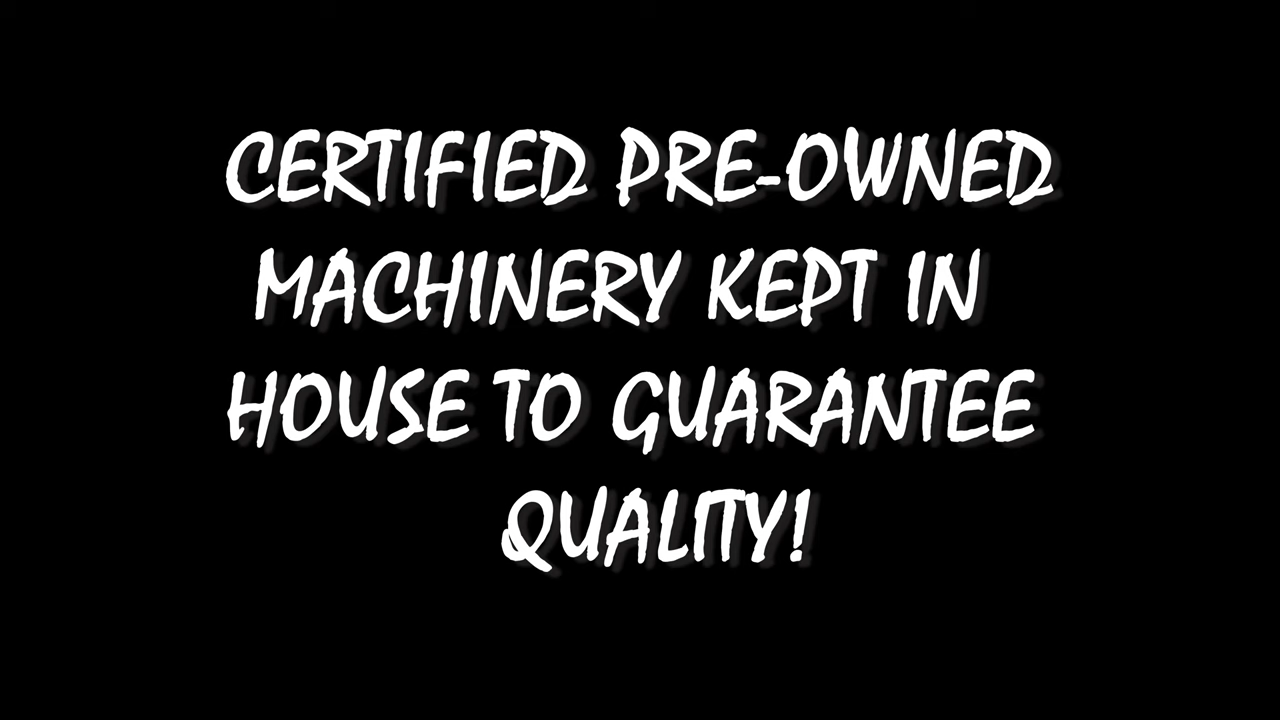 CERTIFIED PRE-OWNED
MACHINERY KEPT IN
HOUSE TO GUARANTEE
QUALITY!